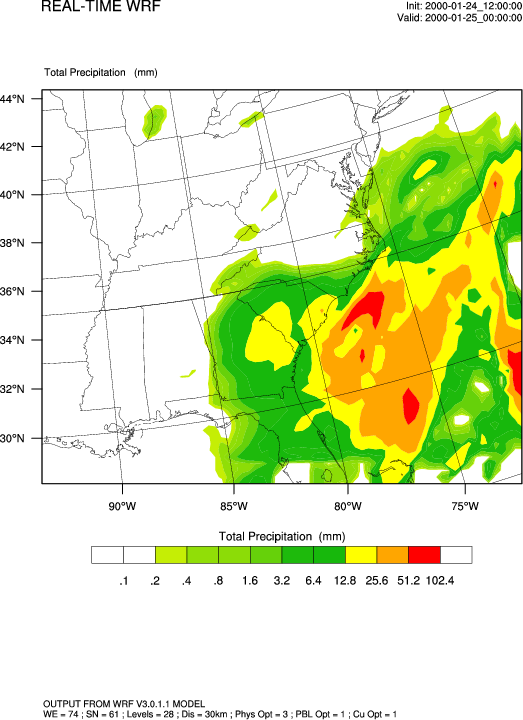 REAL-TIME WRF
Init: 2000-01-24_12:00:00
Valid: 2000-01-25_00:00:00
Total Precipitation (mm)
44°N
42°N
40°N
38°N
36°N
34°N
32°N
30°N
90°W 85°W 80°W 75°W
Total Precipitation (mm)
.1 .2 .4 .8 1.6 3.2 6.4 12.8 25.6 51.2 102.4
OUTPUT FROM WRF V3.0.1.1 MODEL
WE = 74 ; SN = 61 ; Levels = 28 ; Dis = 30km ; Phys Opt = 3 ; PBL Opt = 1 ; Cu Opt = 1